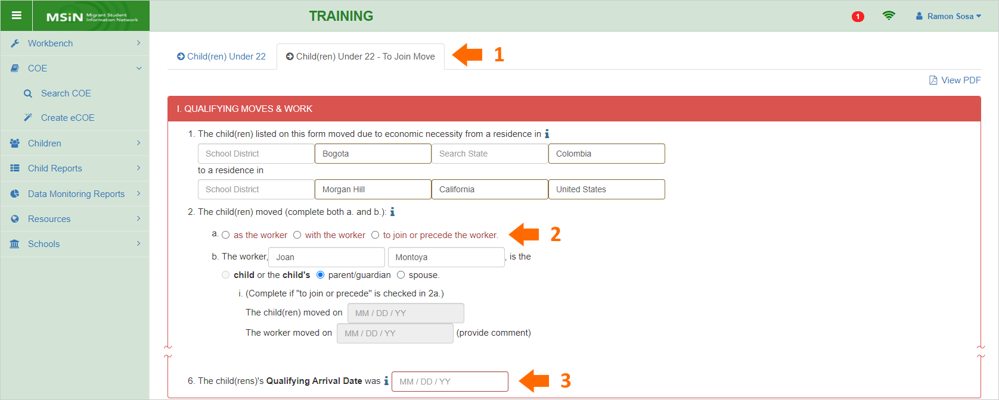 MSiN Migrant Student Information Network
TRAINING
1
Ramon Sosa
Workbench
COE
Search COE
Create eCOE
Children
Child Reports
Data Monitoring Reports
Resources
Schools
Child(ren) Under 22
Child(ren) Under 22 - To Join Move
1
View PDF
I. QUALIFYING MOVES & WORK
1. The child(ren) listed on this form moved due to economic necessity from a residence in i
School District Bogota Search State Colombia
to a residence in
School District Morgan Hill California United States
2. The child(ren) moved (complete both a. and b.): i
a. as the worker with the worker to join or precede the worker. 2
b. The worker, Joan Montoya , is the
child or the child's parent/guardian spouse.
i. (Complete if "to join or precede" is checked in 2a.)
The child(ren) moved on MM / DD / YY
The worker moved on MM / DD / YY (provide comment)
6. The child(rens)'s Qualifying Arrival Date was i MM / DD / YY 3